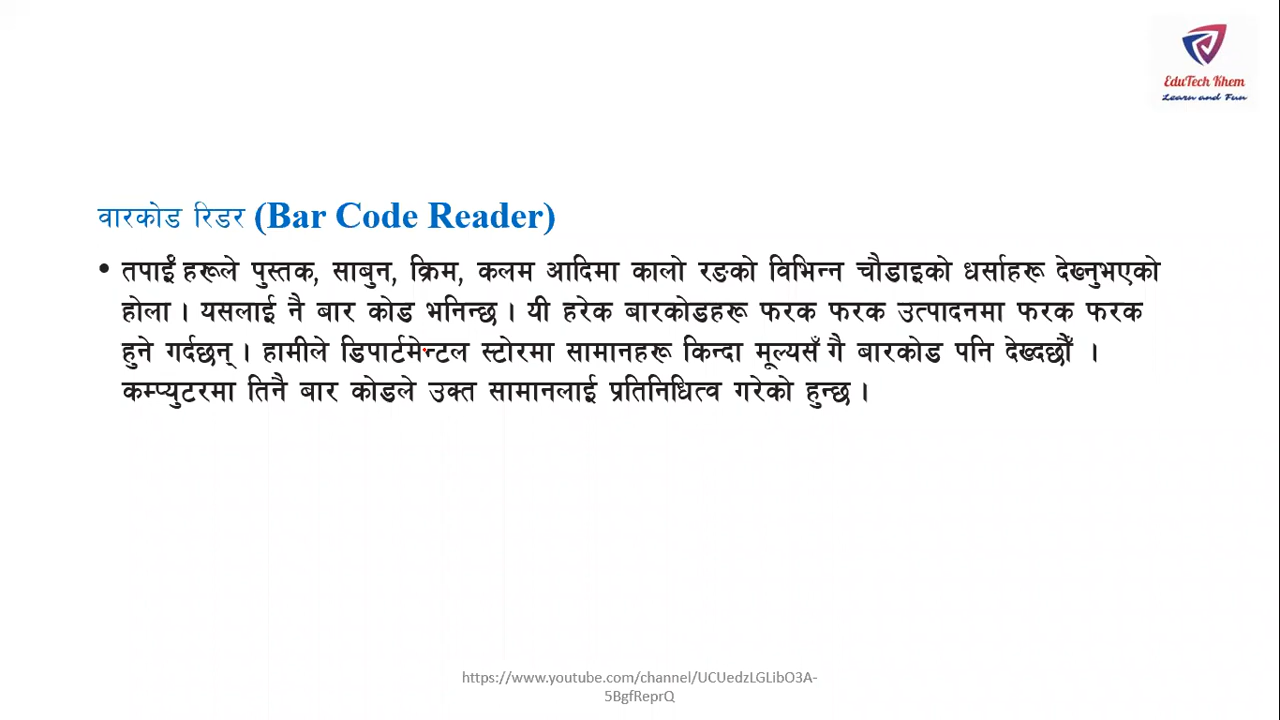 EduTech Khem
Learn and Fun
वारकोड रिडर (Bar Code Reader)
• तपाईं हरूले पुस्तक, साबुन, क्रिम, कलम आदिमा कालो रङको विभिन्न चौडाइको धर्साहरू देख्नुभएको
होला । यसलाई नै बार कोड भनिन्छ । यी हरेक बारकोडहरू फरक फरक उत्पादनमा फरक फरक
हुने गर्दछन् । हामीले डिपार्टमेन्टल स्टोरमा सामानहरू किन्दा मूल्यसँ गै बारकोड पनि देख्दछौँ ।
कम्प्युटरमा तिनै बार कोडले उक्त सामानलाई प्रतिनिधित्व गरेको हुन्छ ।
https://www.youtube.com/channel/UCUedzLGLibO3A-
5BgfReprQ